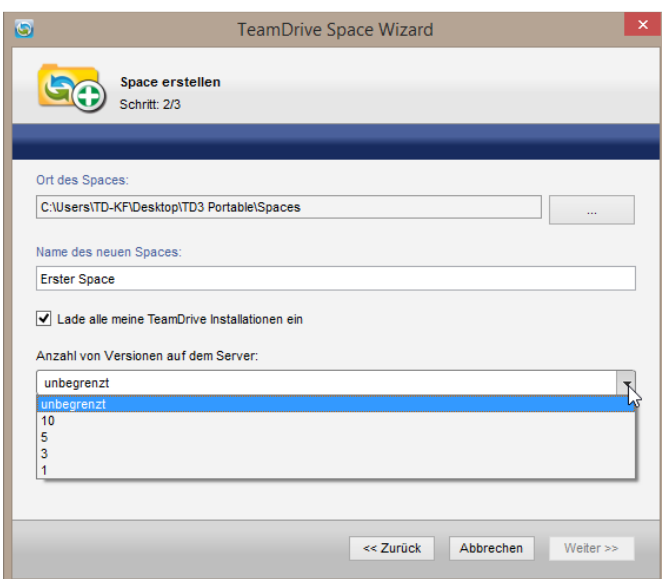 TeamDrive Space Wizard
Space erstellen
Schritt: 2/3
Ort des Spaces:
C:\Users\TD-KF\Desktop\TD3 Portable\Spaces
...
Name des neuen Spaces:
Erster Space
Lade alle meine TeamDrive Installationen ein
Anzahl von Versionen auf dem Server:
unbegrenzt
unbegrenzt
10
5
3
1
<< Zurück Abbrechen Weiter >>